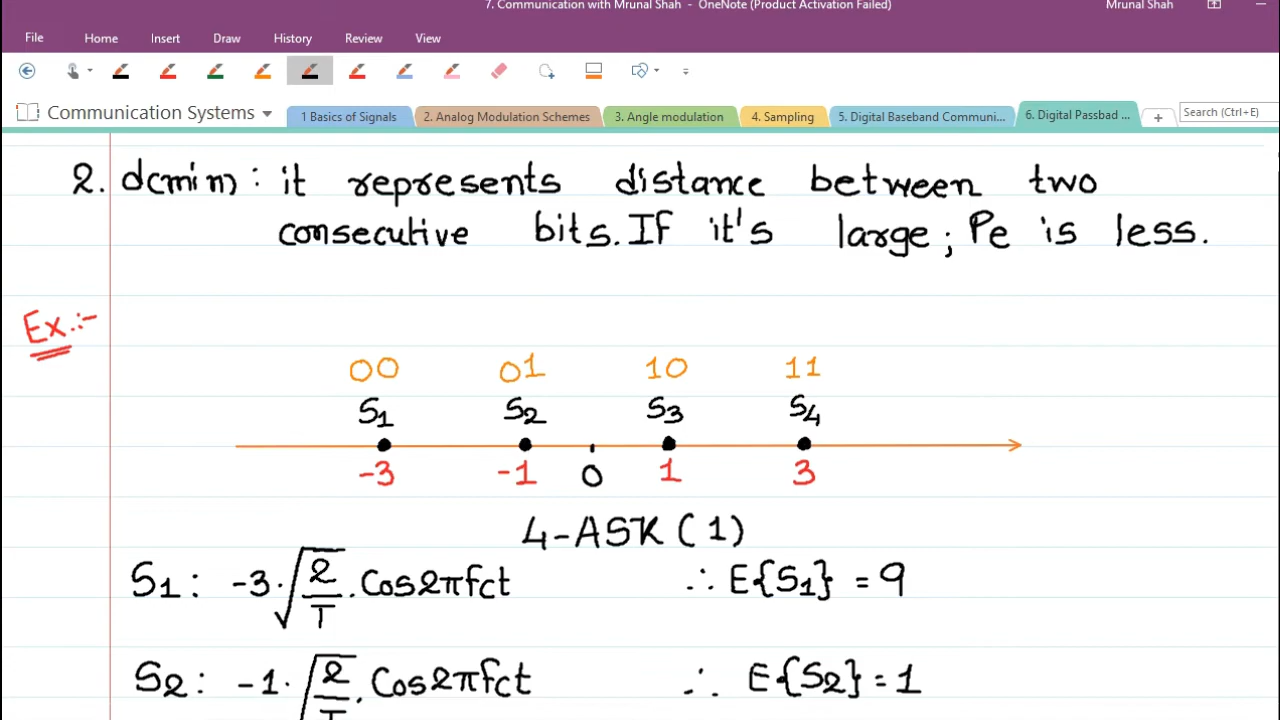 7. Communication with Mrunal Shah - OneNote (Product Activation Failed) Mrunal Shah
File Home Insert Draw History Review View
Communication Systems 1 Basics of Signals 2. Analog Modulation Schemes 3. Angle modulation 4. Sampling 5. Digital Baseband Communi... 6. Digital Passbad ... + Search (Ctrl+E)
2. d(min): it represents distance between two
consecutive bits. If it's large; Pe is less.
Ex.:-
00 01 10 11
S1 S2 S3 S4
-3 -1 0 1 3
4-ASK (1)
S1: -3·√2/T . Cos2πfct ∴ E{S1} = 9
S2: -1·√2/T . Cos2πfct ∴ E{S2} = 1